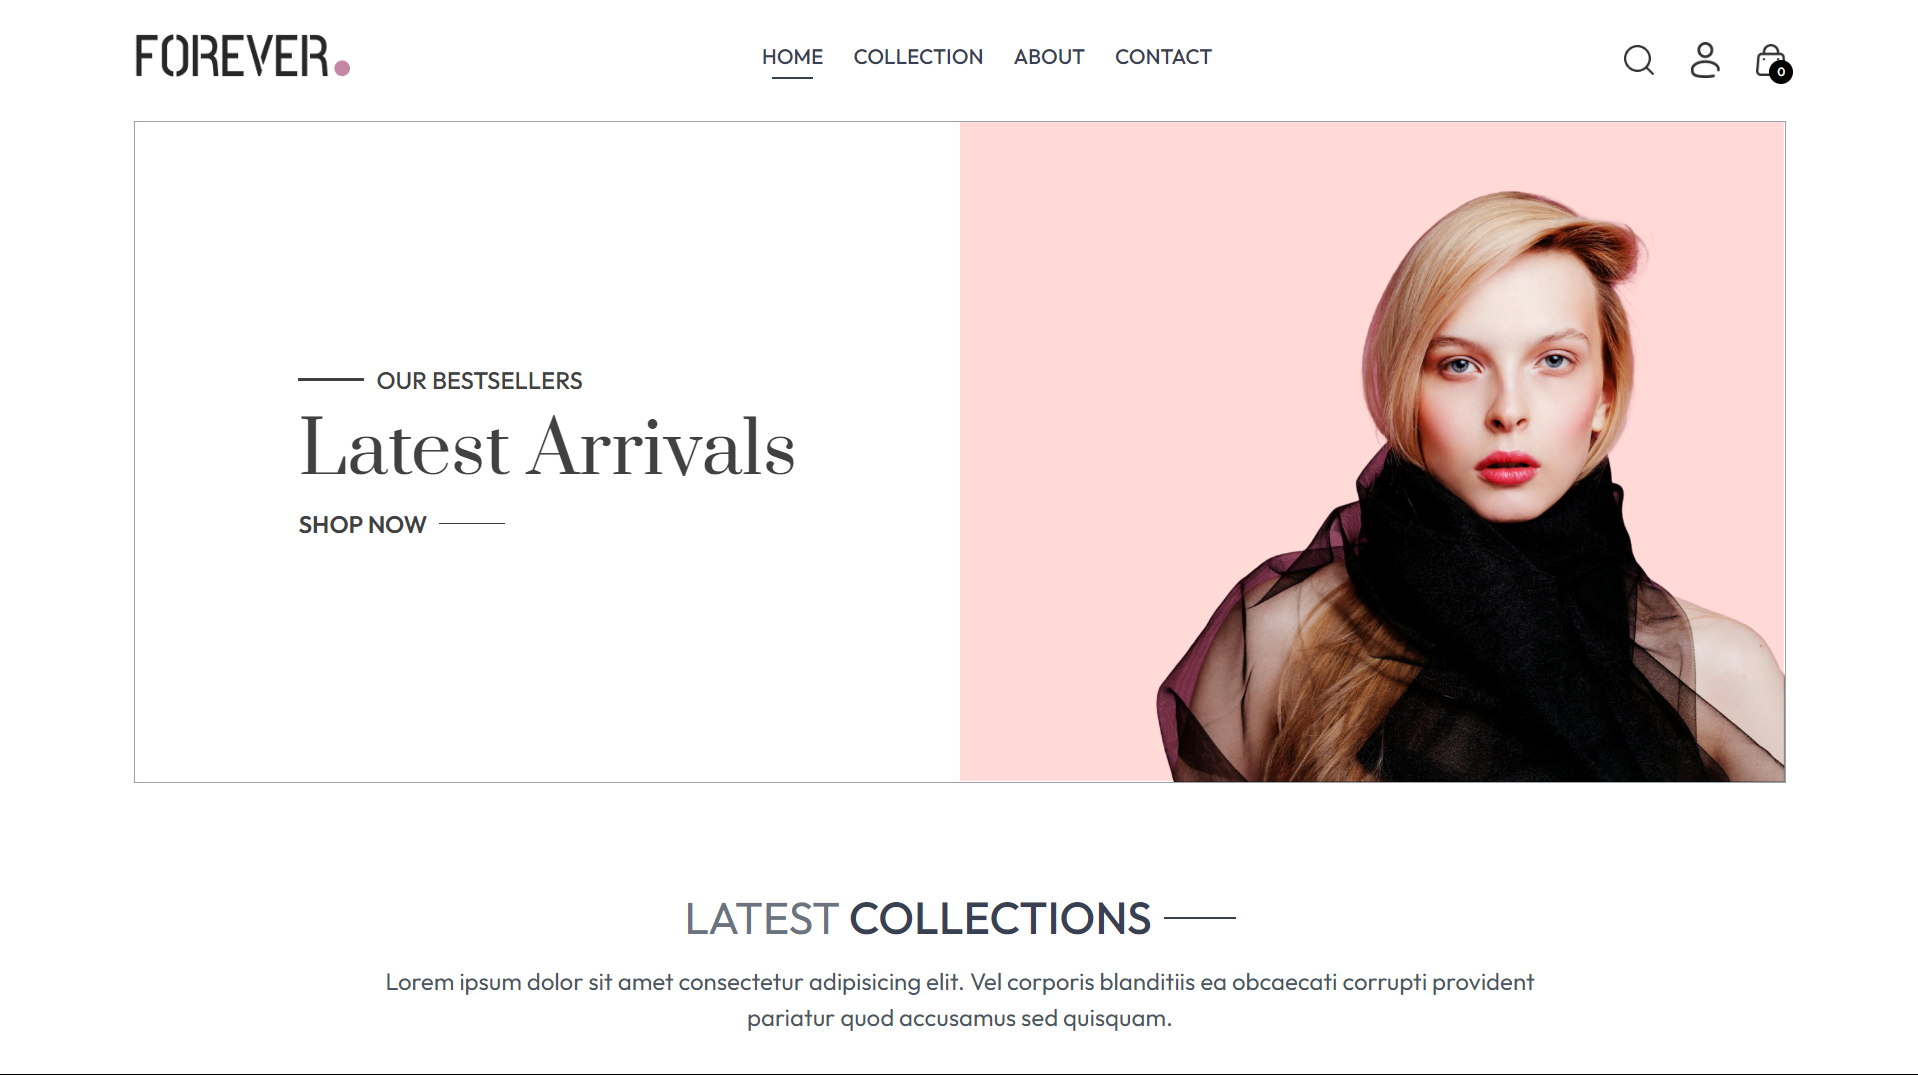 FOREVER.
HOME COLLECTION ABOUT CONTACT
0
OUR BESTSELLERS
Latest Arrivals
SHOP NOW
LATEST COLLECTIONS
Lorem ipsum dolor sit amet consectetur adipisicing elit. Vel corporis blanditiis ea obcaecati corrupti provident
pariatur quod accusamus sed quisquam.